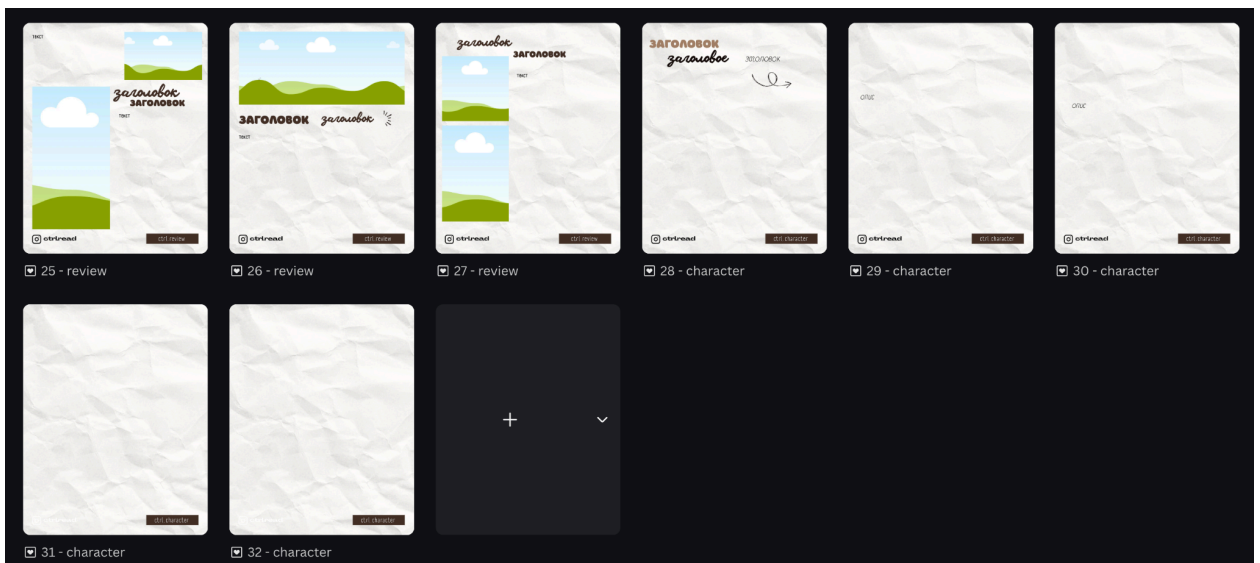 текст
заголовок
ЗАГОЛОВОК
текст
ctrlread
ctrl review
25 - review
ЗАГОЛОВОК заголовок
текст
ctrlread
ctrl review
26 - review
заголовок
ЗАГОЛОВОК
текст
ctrlread
ctrl review
27 - review
ЗАГОЛОВОК
заголовое
ЗАГОЛОВОК
ctrlread
ctrl character
28 - character
ОПИС
ctrlread
ctrl character
29 - character
ОПИС
ctrlread
ctrl character
30 - character
ctrl character
31 - character
ctrl character
32 - character